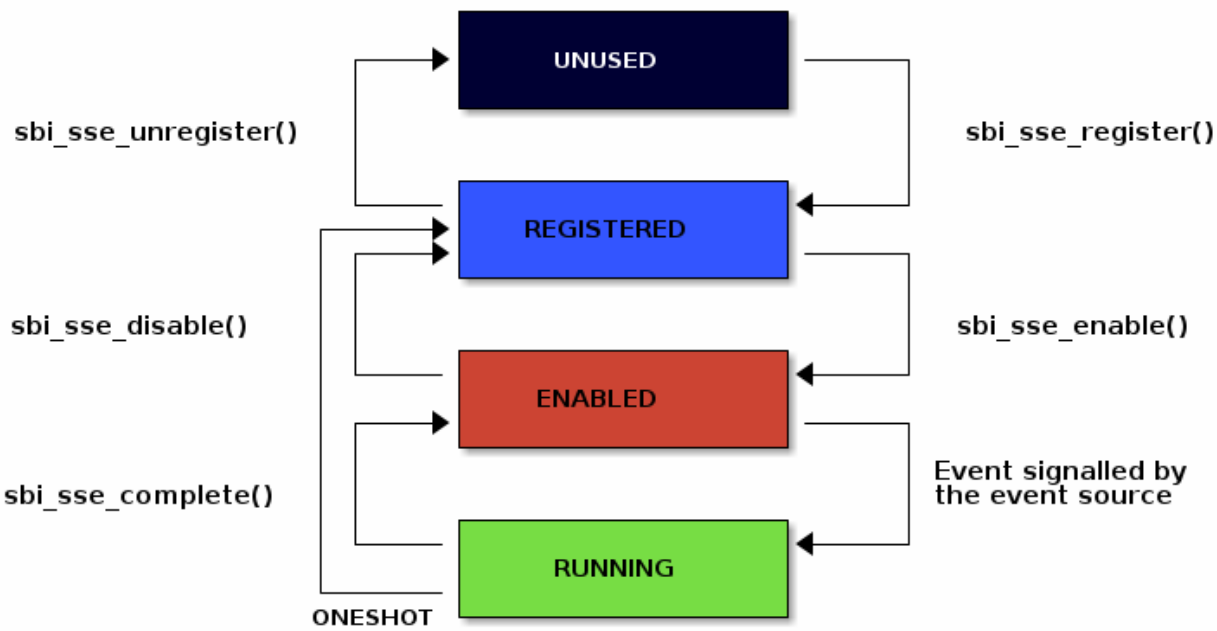 UNUSED
sbi_sse_unregister()
sbi_sse_register()
REGISTERED
sbi_sse_disable()
sbi_sse_enable()
ENABLED
Event signalled by
the event source
sbi_sse_complete()
RUNNING
ONESHOT